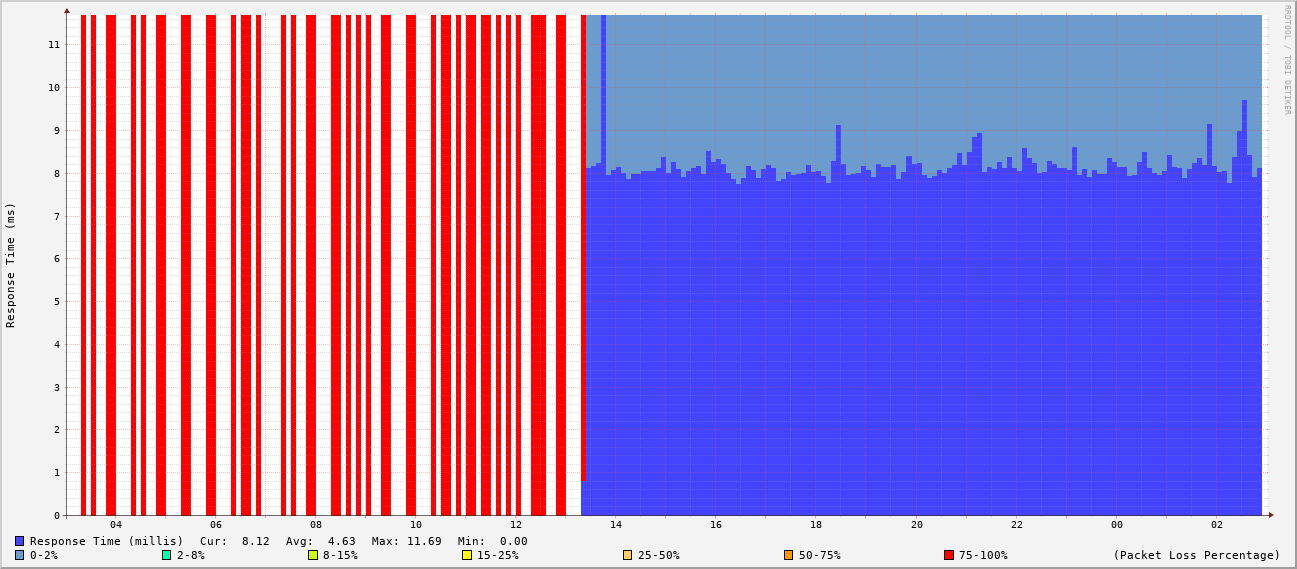 RRDTOOL / TOBI OETIKER
Response Time (ms)
11
10
9
8
7
6
5
4
3
2
1
0
04 06 08 10 12 14 16 18 20 22 00 02
Response Time (millis) Cur: 8.12 Avg: 4.63 Max: 11.69 Min: 0.00
0-2% 2-8% 8-15% 15-25% 25-50% 50-75% 75-100% (Packet Loss Percentage)